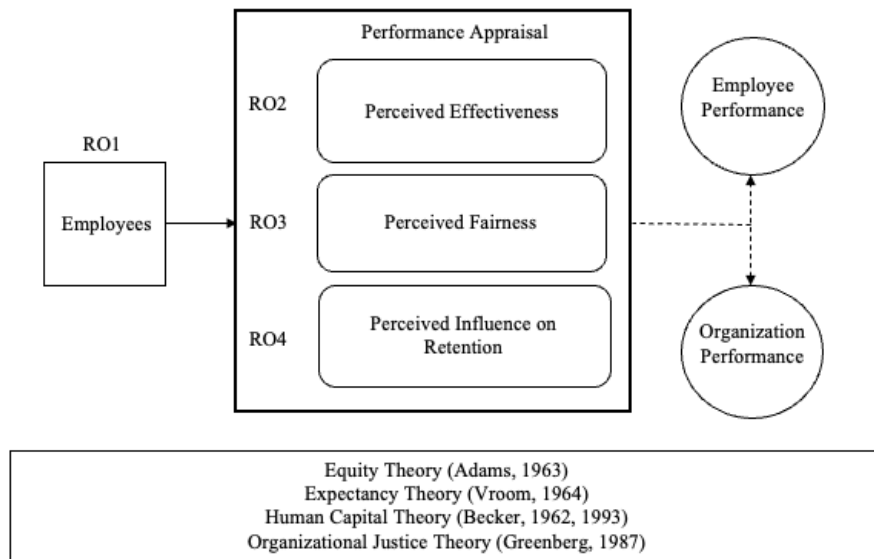 Performance Appraisal
RO1
Employees
RO2
Perceived Effectiveness
RO3
Perceived Fairness
RO4
Perceived Influence on
Retention
Employee
Performance
Organization
Performance
Equity Theory (Adams, 1963)
Expectancy Theory (Vroom, 1964)
Human Capital Theory (Becker, 1962, 1993)
Organizational Justice Theory (Greenberg, 1987)